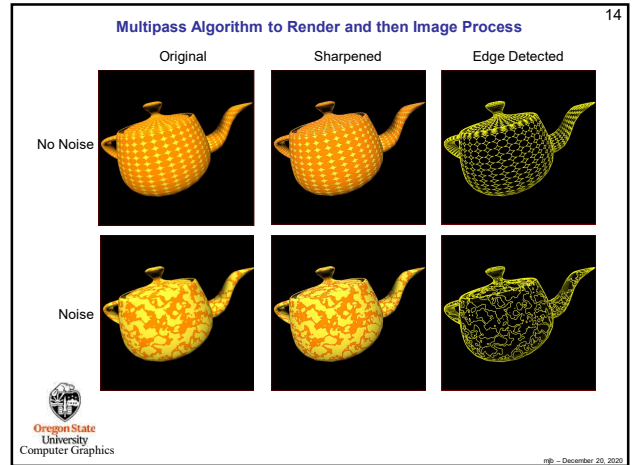 14
Multipass Algorithm to Render and then Image Process
Original Sharpened Edge Detected
No Noise
Noise
Oregon State
University
Computer Graphics
mjb – December 20, 2020